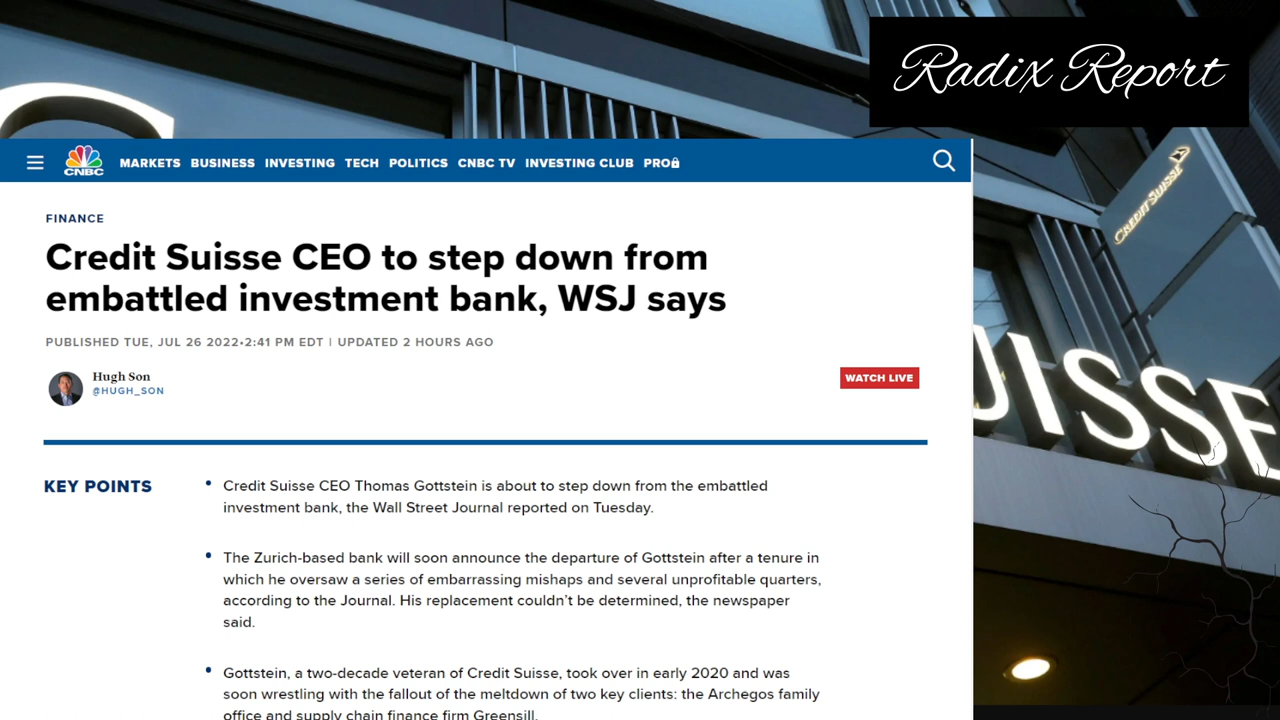 Radix Report
CNBC
MARKETS BUSINESS INVESTING TECH POLITICS CNBC TV INVESTING CLUB PRO
FINANCE
Credit Suisse CEO to step down from
embattled investment bank, WSJ says
PUBLISHED TUE, JUL 26 2022•2:41 PM EDT | UPDATED 2 HOURS AGO
Hugh Son
@HUGH_SON
WATCH LIVE
KEY POINTS
• Credit Suisse CEO Thomas Gottstein is about to step down from the embattled
investment bank, the Wall Street Journal reported on Tuesday.
• The Zurich-based bank will soon announce the departure of Gottstein after a tenure in
which he oversaw a series of embarrassing mishaps and several unprofitable quarters,
according to the Journal. His replacement couldn’t be determined, the newspaper
said.
• Gottstein, a two-decade veteran of Credit Suisse, took over in early 2020 and was
soon wrestling with the fallout of the meltdown of two key clients: the Archegos family
office and supply chain finance firm Greensill.
CREDIT SUISSE
UISSE